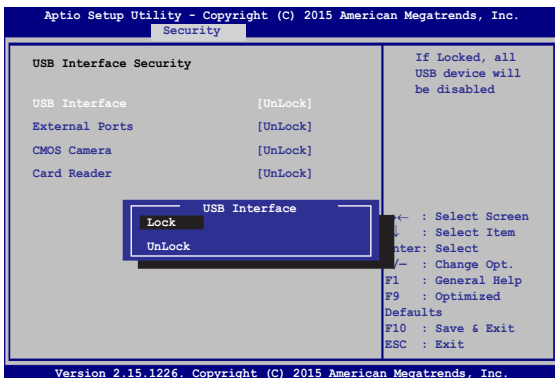 Aptio Setup Utility - Copyright (C) 2015 American Megatrends, Inc.
Security
USB Interface Security
USB Interface [UnLock]
External Ports [UnLock]
CMOS Camera [UnLock]
Card Reader [UnLock]
If Locked, all
USB device will
be disabled
USB Interface
Lock
UnLock
→← : Select Screen
↓ : Select Item
nter: Select
/— : Change Opt.
F1 : General Help
F9 : Optimized
Defaults
F10 : Save & Exit
ESC : Exit
Version 2.15.1226. Copyright (C) 2015 American Megatrends, Inc.